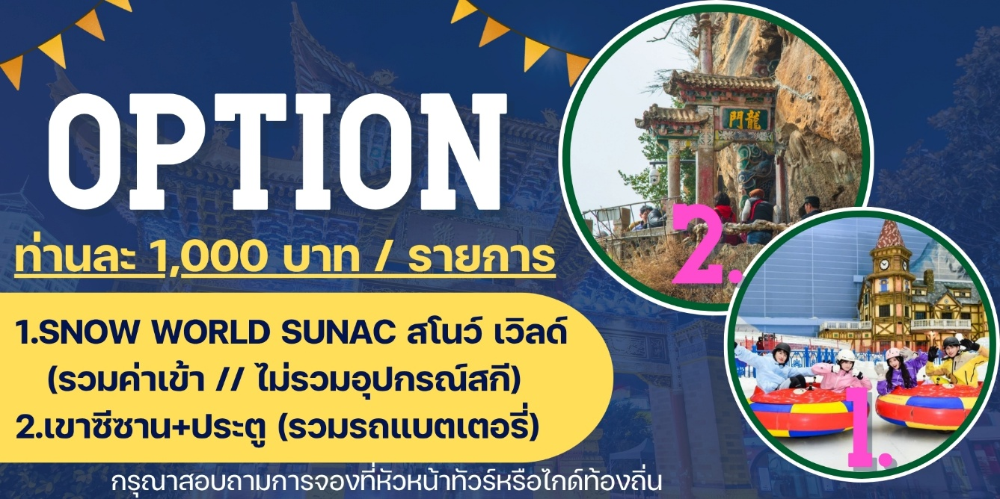 OPTION
ท่านละ 1,000 บาท / รายการ
1.SNOW WORLD SUNAC สโนว์ เวิลด์
(รวมค่าเข้า // ไม่รวมอุปกรณ์สกี)
2.เขาซีซาน+ประตู (รวมรถแบตเตอรี่)
กรุณาสอบถามการจองที่หัวหน้าทัวร์หรือไกด์ท้องถิ่น
門龍
2.
1.